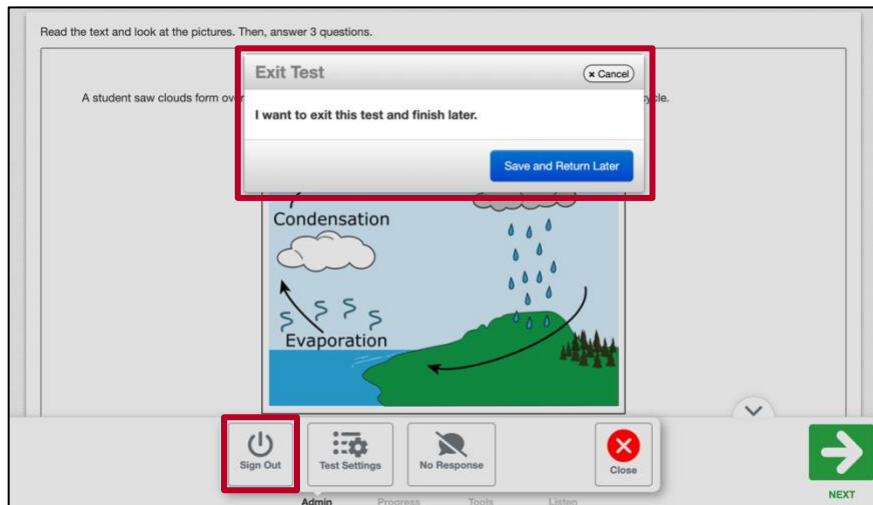 Read the text and look at the pictures. Then, answer 3 questions.
Exit Test
× Cancel
A student saw clouds form over
cycle.
I want to exit this test and finish later.
Save and Return Later
Condensation
Evaporation
Sign Out
Test Settings
No Response
Close
NEXT
Admin
Progress
Tools
Listen